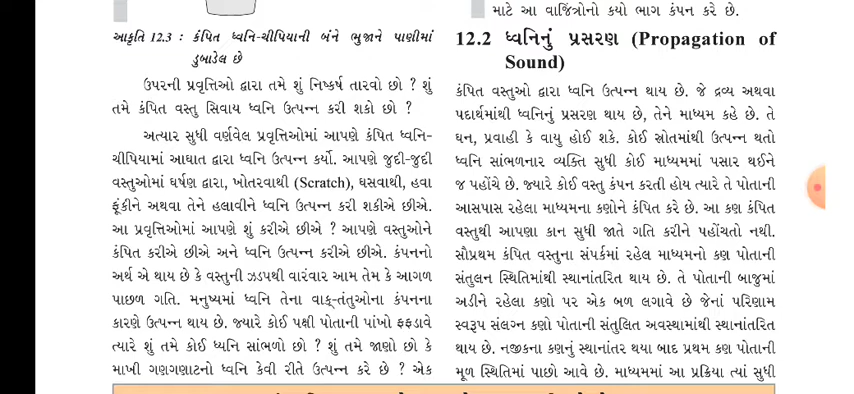 આકૃતિ 12.3 : કંપિત ધ્વનિ-ચીપિયાની બંને ભુજાને પાણીમાં
ડુબાડેલ છે
ઉપરની પ્રવૃત્તિઓ દ્વારા તમે શું નિષ્કર્ષ તારવો છો ? શું
તમે કંપિત વસ્તુ સિવાય ધ્વનિ ઉત્પન્ન કરી શકો છો ?
અત્યાર સુધી વર્ણવેલ પ્રવૃત્તિઓમાં આપણે કંપિત ધ્વનિ-
ચીપિયામાં આઘાત દ્વારા ધ્વનિ ઉત્પન્ન કર્યો. આપણે જુદી-જુદી
વસ્તુઓમાં ઘર્ષણ દ્વારા, ખોતરવાથી (Scratch), ઘસવાથી, હવા
ફૂંકીને અથવા તેને હલાવીને ધ્વનિ ઉત્પન્ન કરી શકીએ છીએ.
આ પ્રવૃત્તિઓમાં આપણે શું કરીએ છીએ ? આપણે વસ્તુઓને
કંપિત કરીએ છીએ અને ધ્વનિ ઉત્પન્ન કરીએ છીએ. કંપનનો
અર્થ એ થાય છે કે વસ્તુની ઝડપથી વારંવાર આમ તેમ કે આગળ
પાછળ ગતિ. મનુષ્યમાં ધ્વનિ તેના વાક્-તંતુઓના કંપનના
કારણે ઉત્પન્ન થાય છે. જ્યારે કોઈ પક્ષી પોતાની પાંખો ફફડાવે
ત્યારે શું તમે કોઈ ધ્વનિ સાંભળો છો ? શું તમે જાણો છો કે
માખી ગણગણાટનો ધ્વનિ કેવી રીતે ઉત્પન્ન કરે છે ? એક
માટે આ વાજિંત્રોનો કયો ભાગ કંપન કરે છે.
12.2 ધ્વનિનું પ્રસરણ (Propagation of
Sound)
કંપિત વસ્તુઓ દ્વારા ધ્વનિ ઉત્પન્ન થાય છે. જે દ્રવ્ય અથવા
પદાર્થમાંથી ધ્વનિનું પ્રસરણ થાય છે, તેને માધ્યમ કહે છે. તે
ઘન, પ્રવાહી કે વાયુ હોઈ શકે. કોઈ સ્રોતમાંથી ઉત્પન્ન થતો
ધ્વનિ સાંભળનાર વ્યક્તિ સુધી કોઈ માધ્યમમાં પસાર થઈને
જ પહોંચે છે. જ્યારે કોઈ વસ્તુ કંપન કરતી હોય ત્યારે તે પોતાની
આસપાસ રહેલા માધ્યમના કણોને કંપિત કરે છે. આ કણ કંપિત
વસ્તુથી આપણા કાન સુધી જાતે ગતિ કરીને પહોંચતો નથી.
સૌપ્રથમ કંપિત વસ્તુના સંપર્કમાં રહેલ માધ્યમનો કણ પોતાની
સંતુલન સ્થિતિમાંથી સ્થાનાંતરિત થાય છે. તે પોતાની બાજુમાં
અડીને રહેલા કણો પર એક બળ લગાવે છે જેનાં પરિણામ
સ્વરૂપ સંલગ્ન કણો પોતાની સંતુલિત અવસ્થામાંથી સ્થાનાંતરિત
થાય છે. નજીકના કણનું સ્થાનાંતર થયા બાદ પ્રથમ કણ પોતાની
મૂળ સ્થિતિમાં પાછો આવે છે. માધ્યમમાં આ પ્રક્રિયા ત્યાં સુધી